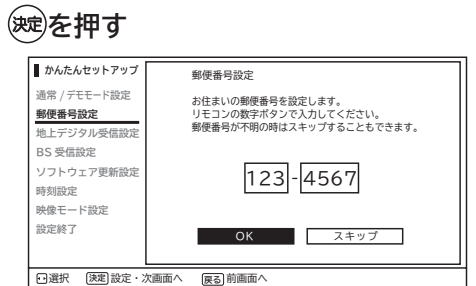 決定を押す
かんたんセットアップ
通常 / デモモード設定
郵便番号設定
地上デジタル受信設定
BS 受信設定
ソフトウェア更新設定
時刻設定
映像モード設定
設定終了
郵便番号設定
お住まいの郵便番号を設定します。
リモコンの数字ボタンで入力してください。
郵便番号が不明の時はスキップすることもできます。
123-4567
OK スキップ
選択 決定 設定・次画面へ 戻る 前画面へ